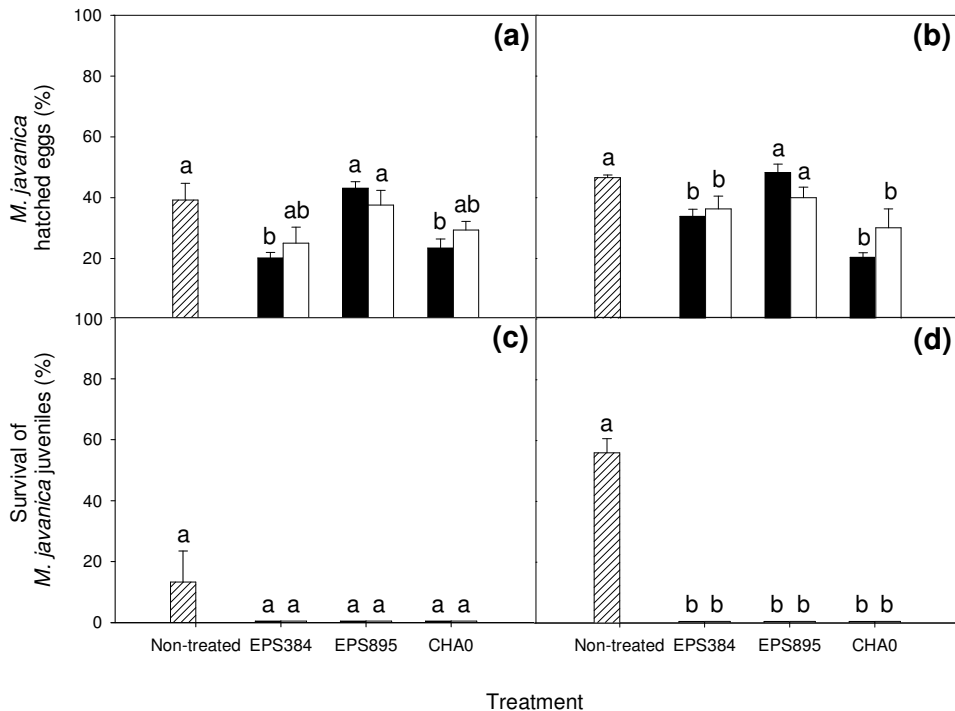 100
80
60
40
20
M. javanica
hatched eggs (%)
(a)
a
b
ab
a
a
b
ab
(b)
a
b
b
a
a
b
b
100
80
60
40
20
0
Survival of
M. javanica juveniles (%)
(c)
a
a a
a a
a a
(d)
a
b b
b b
b b
Non-treated EPS384 EPS895 CHA0
Non-treated EPS384 EPS895 CHA0
Treatment